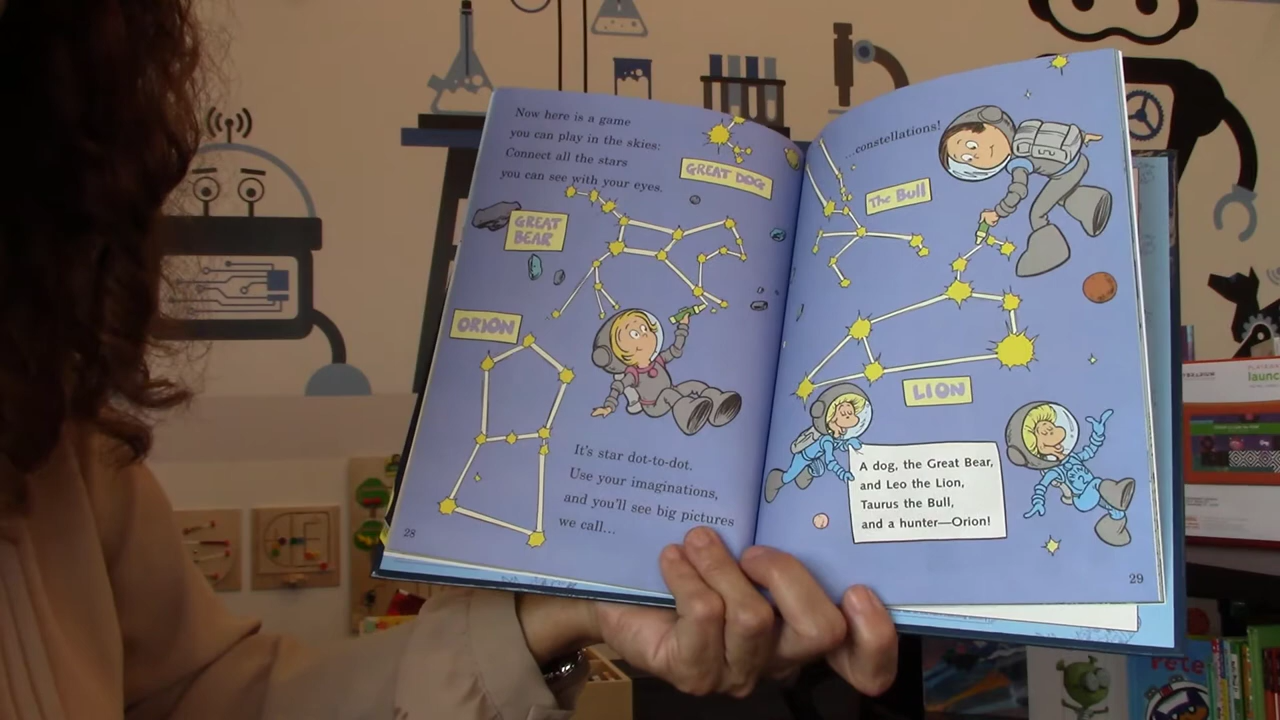 Now here is a game
you can play in the skies:
Connect all the stars
you can see with your eyes.
GREAT DOG
GREAT
BEAR
ORION
It's star dot-to-dot.
Use your imaginations,
and you'll see big pictures
we call...
28
...constellations!
The Bull
LION
A dog, the Great Bear,
and Leo the Lion,
Taurus the Bull,
and a hunter—Orion!
29
launc
Pete